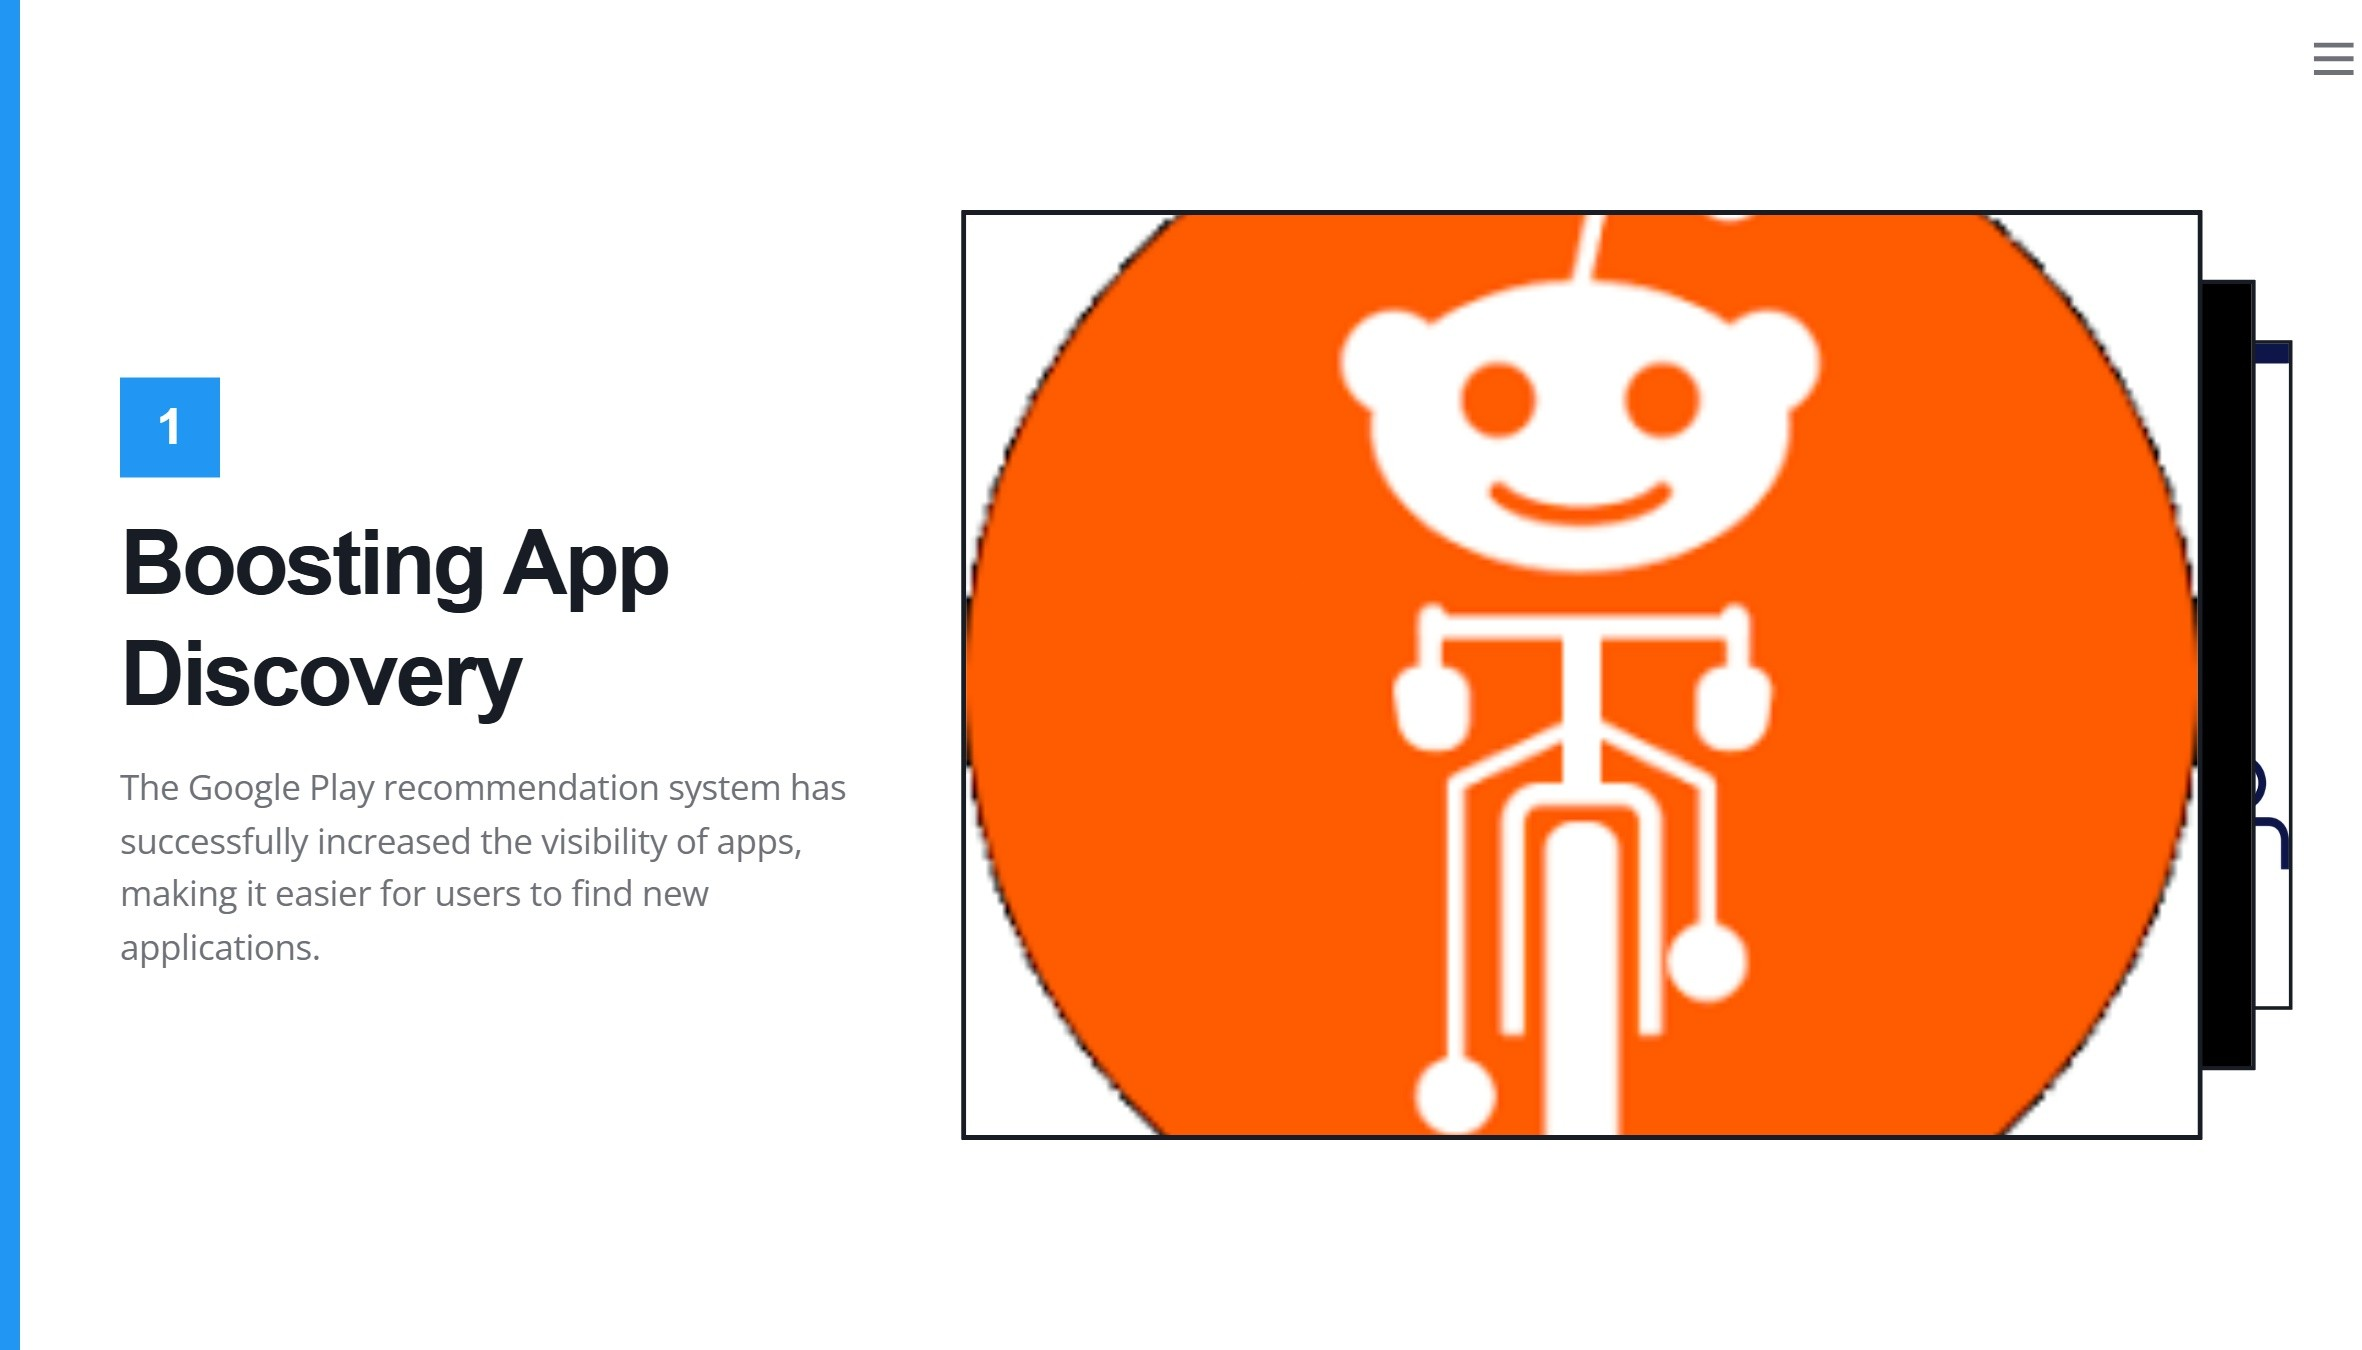 1
Boosting App
Discovery
The Google Play recommendation system has
successfully increased the visibility of apps,
making it easier for users to find new
applications.